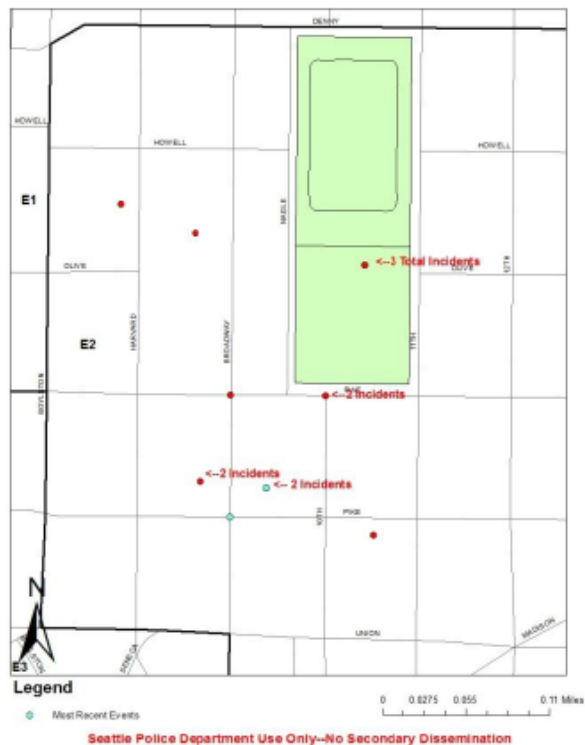 DENNY
HOWELL
HOWELL
HOWELL
E1
NAGLE
<--3 Total Incidents
OLIVE
OLIVE
12TH
11TH
HARVARD
BROADWAY
E2
BOYLSTON
PINE
<--2 Incidents
<--2 Incidents
<-- 2 Incidents
10TH
PIKE
N
UNION
MADISON
SENECA
BOYLSTON
E3
Legend
Most Recent Events
0 0.0275 0.055 0.11 Miles
Seattle Police Department Use Only--No Secondary Dissemination